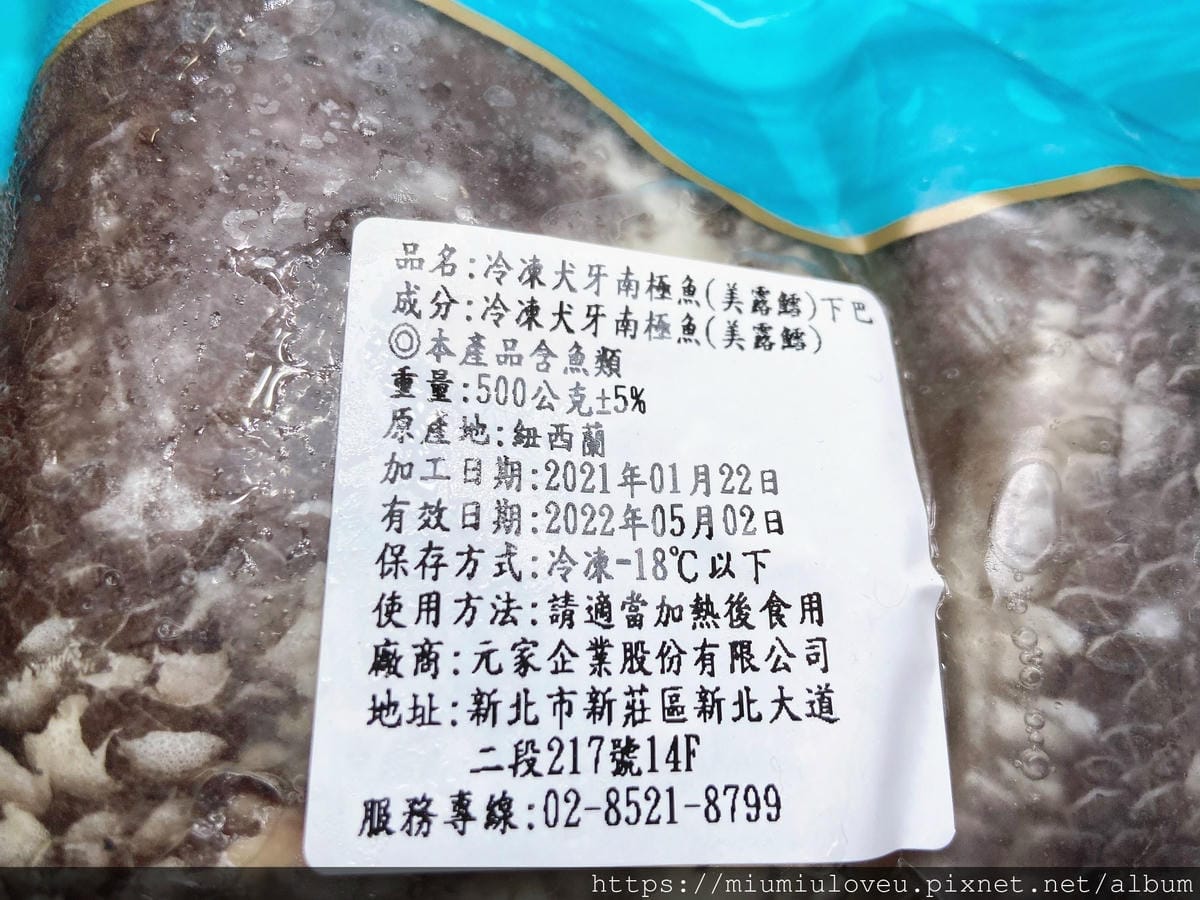 品名:冷凍犬牙南極魚(美露鱈)下巴
成分:冷凍犬牙南極魚(美露鱈)
◎本產品含魚類
重量:500公克±5%
原產地:紐西蘭
加工日期:2021年01月22日
有效日期:2022年05月02日
保存方式:冷凍-18℃以下
使用方法:請適當加熱後食用
廠商:元家企業股份有限公司
地址:新北市新莊區新北大道
二段217號14F
服務專線:02-8521-8799
https://miumiuloveu.pixnet.net/album